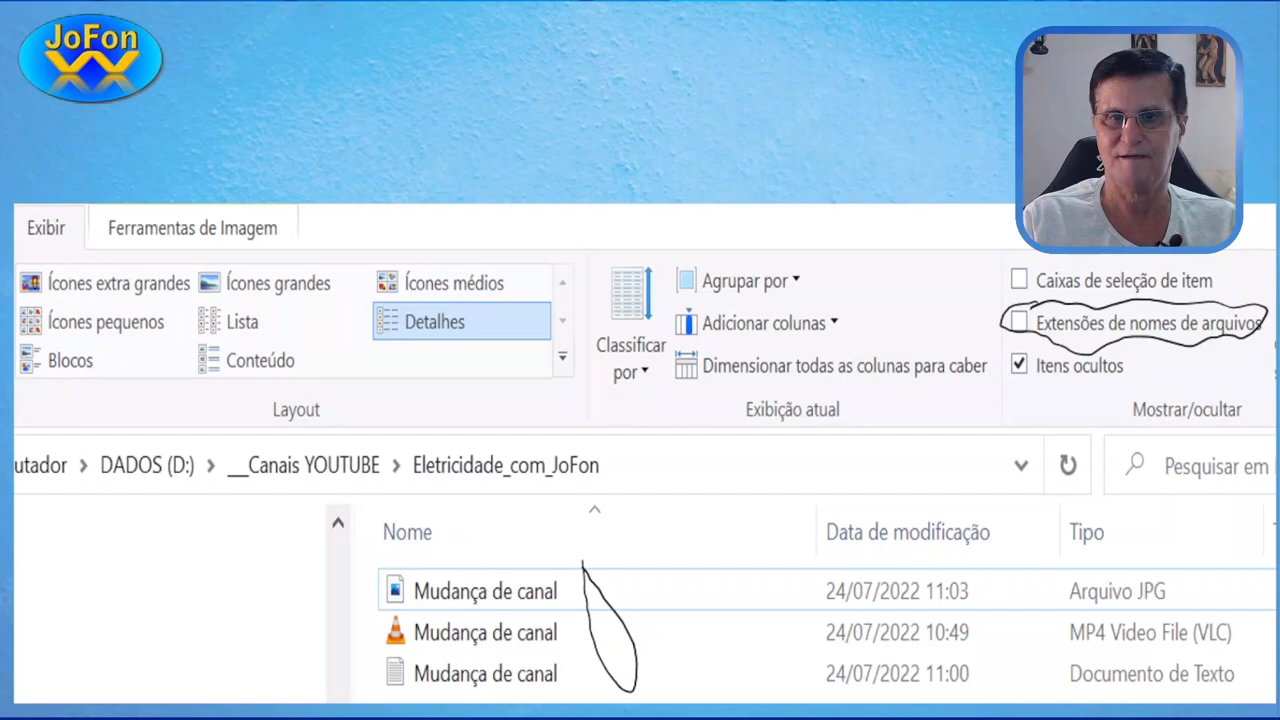 JoFon
Exibir
Ferramentas de Imagem
Ícones extra grandes
Ícones grandes
Ícones médios
Ícones pequenos
Lista
Detalhes
Blocos
Conteúdo
Layout
Classificar
por
Agrupar por
Adicionar colunas
Dimensionar todas as colunas para caber
Exibição atual
Caixas de seleção de item
Extensões de nomes de arquivos
Itens ocultos
Mostrar/ocultar
utador > DADOS (D:) > __Canais YOUTUBE > Eletricidade_com_JoFon
Pesquisar em
Nome Data de modificação Tipo
Mudança de canal 24/07/2022 11:03 Arquivo JPG
Mudança de canal 24/07/2022 10:49 MP4 Video File (VLC)
Mudança de canal 24/07/2022 11:00 Documento de Texto